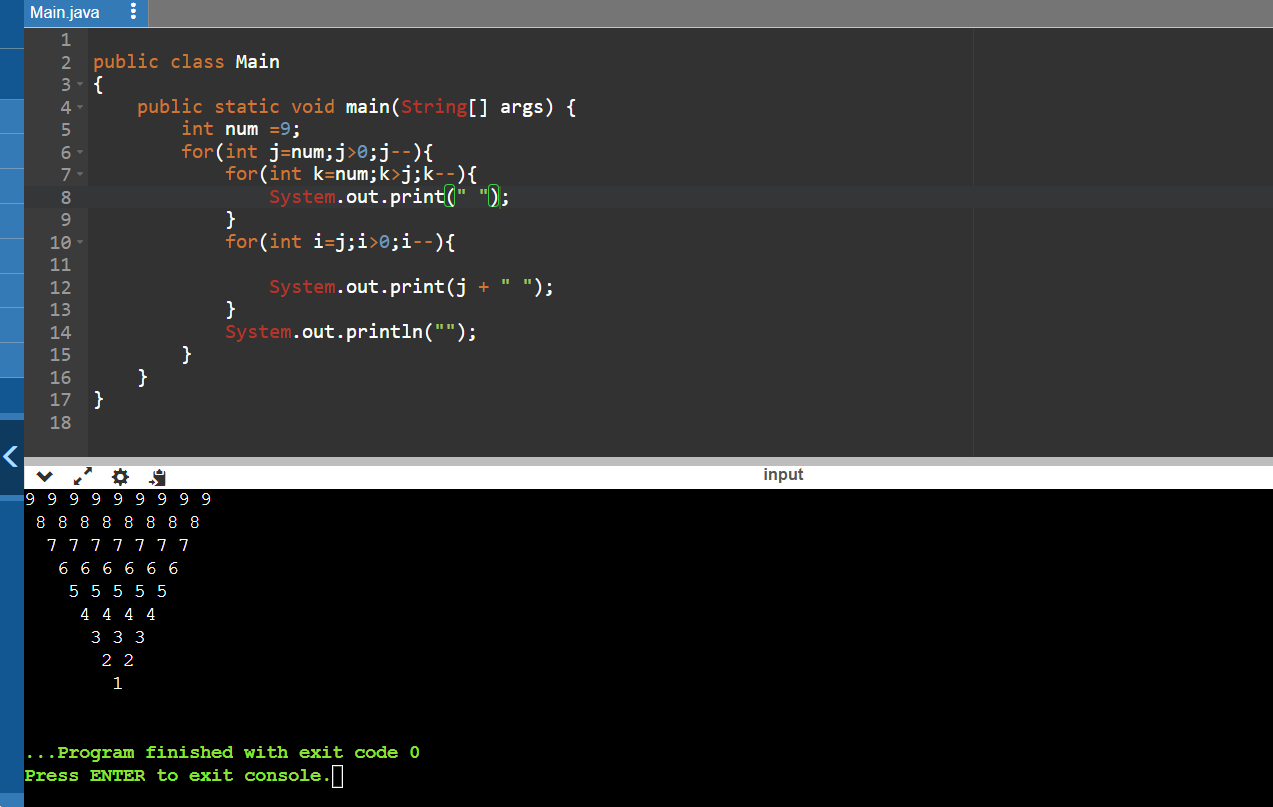 Main.java
1
2 public class Main
3 {
4     public static void main(String[] args) {
5         int num =9;
6         for(int j=num;j>0;j--){
7             for(int k=num;k>j;k--){
8                 System.out.print(" ");
9             }
10             for(int i=j;i>0;i--){
11
12                 System.out.print(j + " ");
13             }
14             System.out.println("");
15         }
16     }
17 }
18
input
9 9 9 9 9 9 9 9 9
 8 8 8 8 8 8 8 8
  7 7 7 7 7 7 7
   6 6 6 6 6 6
    5 5 5 5 5
     4 4 4 4
      3 3 3
       2 2
        1
...Program finished with exit code 0
Press ENTER to exit console.